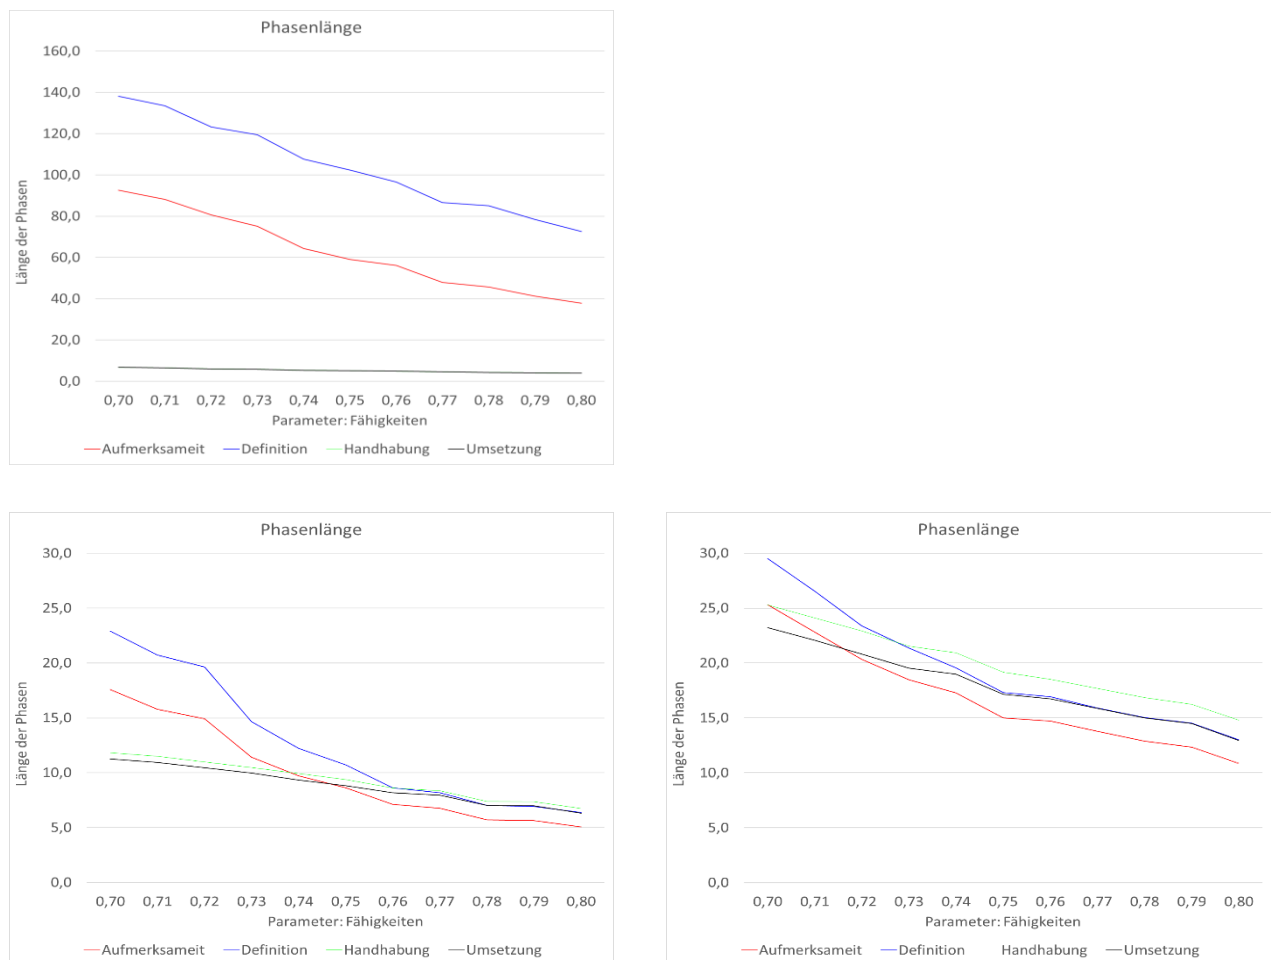 Phasenlänge
160,0
140,0
120,0
100,0
80,0
60,0
40,0
20,0
0,0
Länge der Phasen
0,70 0,71 0,72 0,73 0,74 0,75 0,76 0,77 0,78 0,79 0,80
Parameter: Fähigkeiten
Aufmerksameit Definition Handhabung Umsetzung
Phasenlänge
30,0
25,0
20,0
15,0
10,0
5,0
0,0
Länge der Phasen
0,70 0,71 0,72 0,73 0,74 0,75 0,76 0,77 0,78 0,79 0,80
Parameter: Fähigkeiten
Aufmerksameit Definition Handhabung Umsetzung
Phasenlänge
30,0
25,0
20,0
15,0
10,0
5,0
0,0
Länge der Phasen
0,70 0,71 0,72 0,73 0,74 0,75 0,76 0,77 0,78 0,79 0,80
Parameter: Fähigkeiten
Aufmerksameit Definition Handhabung Umsetzung